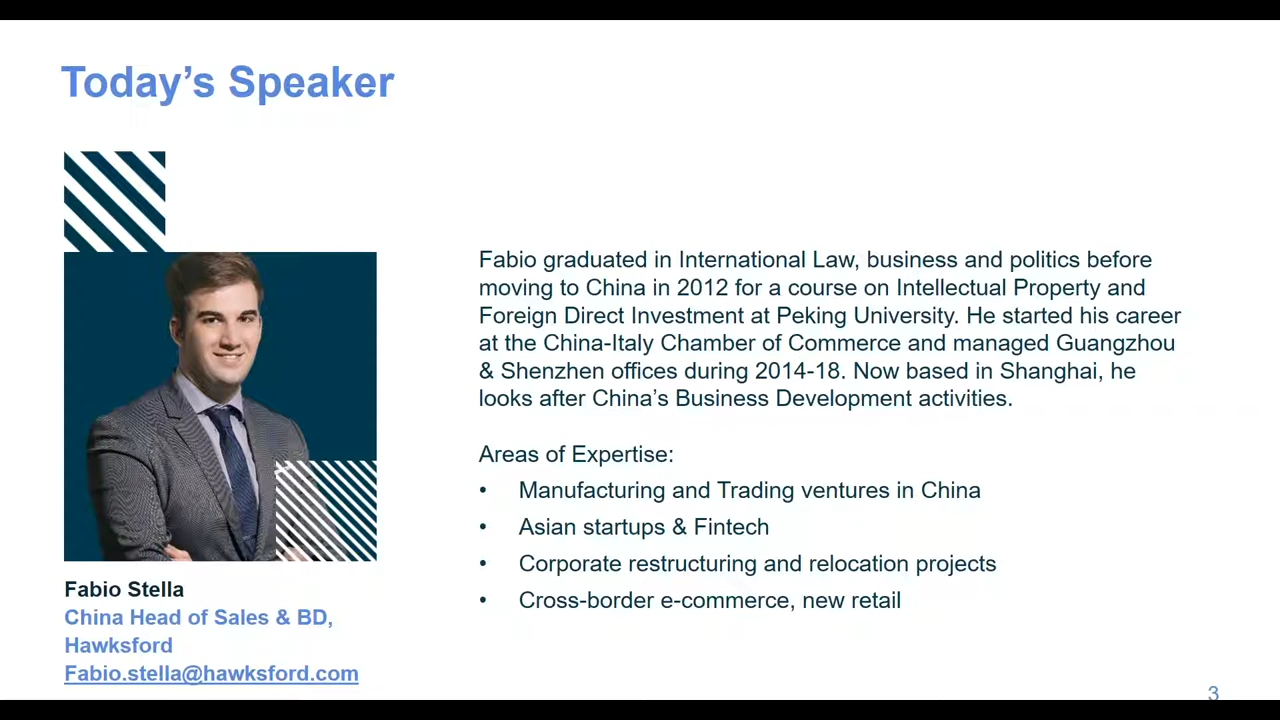 Today’s Speaker
Fabio graduated in International Law, business and politics before
moving to China in 2012 for a course on Intellectual Property and
Foreign Direct Investment at Peking University. He started his career
at the China-Italy Chamber of Commerce and managed Guangzhou
& Shenzhen offices during 2014-18. Now based in Shanghai, he
looks after China’s Business Development activities.
Areas of Expertise:
• Manufacturing and Trading ventures in China
• Asian startups & Fintech
• Corporate restructuring and relocation projects
• Cross-border e-commerce, new retail
Fabio Stella
China Head of Sales & BD,
Hawksford
Fabio.stella@hawksford.com
3